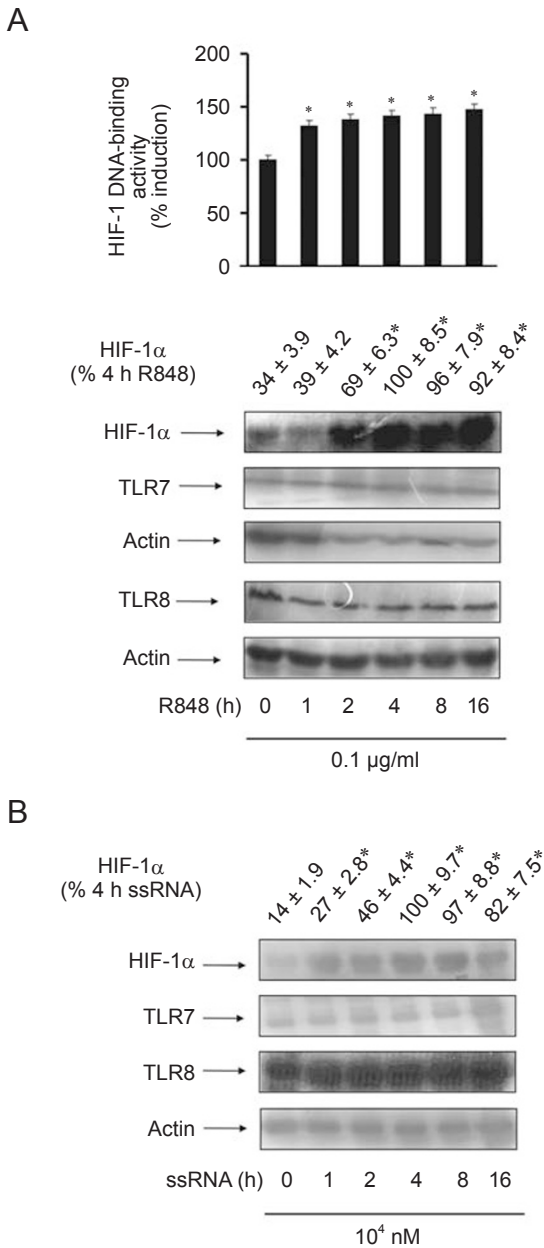 A
HIF-1 DNA-binding
activity
(% induction)
200
150
100
50
0
* * * * *
HIF-1α
(% 4 h R848)
34 ± 3.9 39 ± 4.2 69 ± 6.3* 100 ± 8.5* 96 ± 7.9* 92 ± 8.4*
HIF-1α
TLR7
Actin
TLR8
Actin
R848 (h) 0 1 2 4 8 16
0.1 µg/ml
B
HIF-1α
(% 4 h ssRNA)
14 ± 1.9 27 ± 2.8* 46 ± 4.4* 100 ± 9.7* 97 ± 8.8* 82 ± 7.5*
HIF-1α
TLR7
TLR8
Actin
ssRNA (h) 0 1 2 4 8 16
10⁴ nM